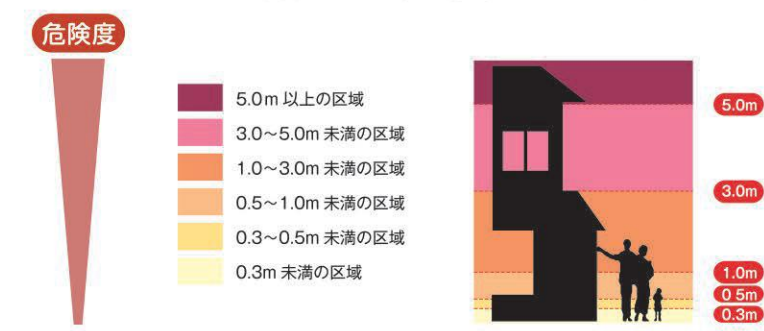 危険度
5.0m 以上の区域
3.0～5.0m 未満の区域
1.0～3.0m 未満の区域
0.5～1.0m 未満の区域
0.3～0.5m 未満の区域
0.3m 未満の区域
5.0m
3.0m
1.0m
0 5m
0.3m